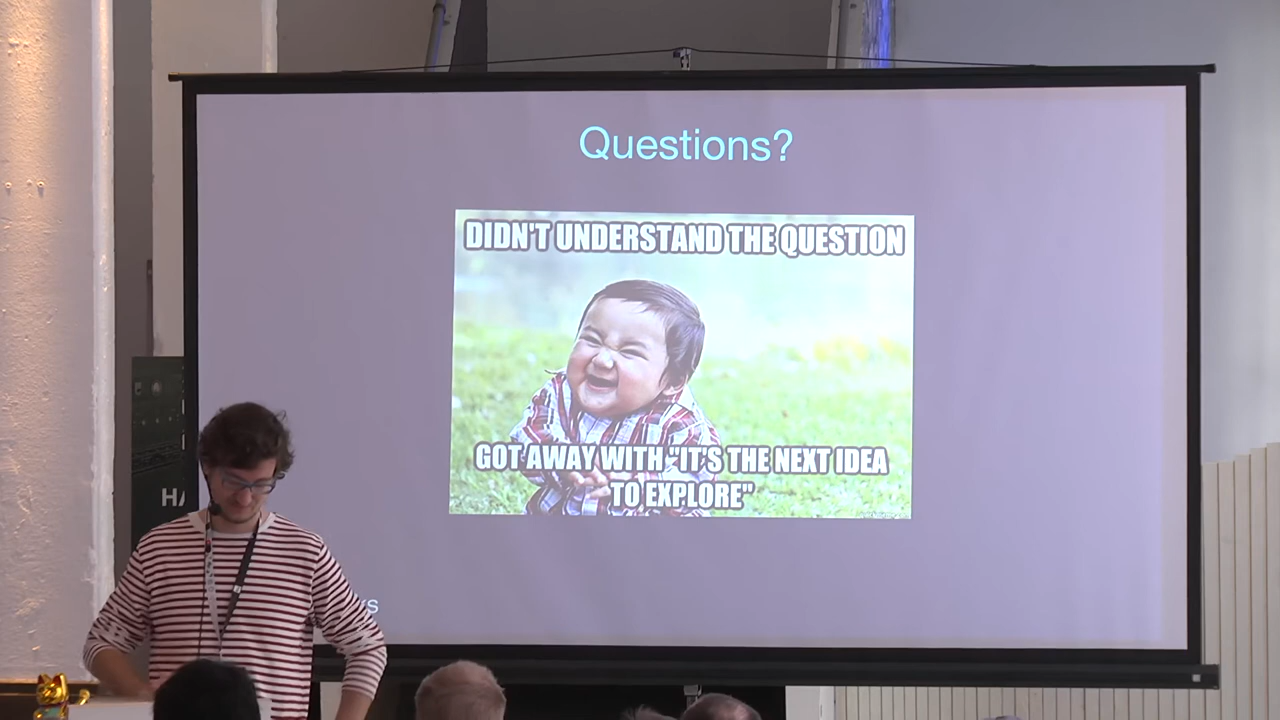 Questions?
DIDN'T UNDERSTAND THE QUESTION
GOT AWAY WITH "IT'S THE NEXT IDEA
TO EXPLORE"